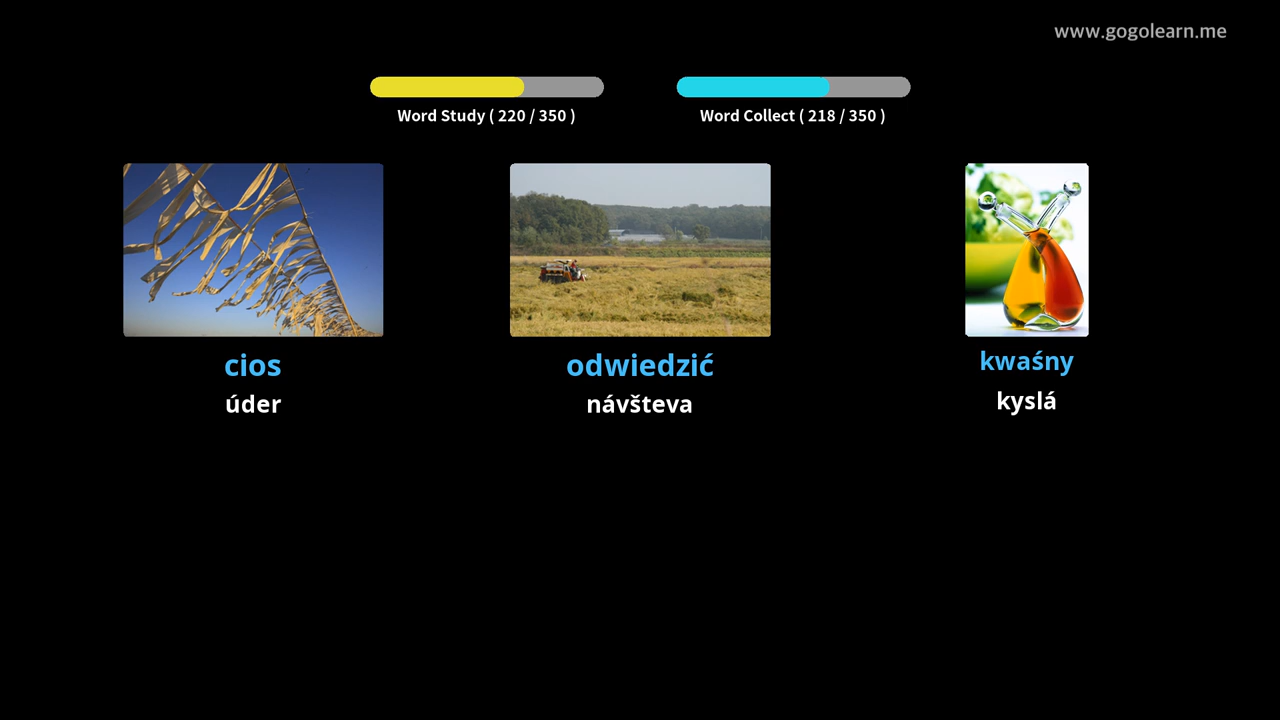 www.gogolearn.me
Word Study ( 220 / 350 )
Word Collect ( 218 / 350 )
cios
úder
odwiedzić
návšteva
kwaśny
kyslá